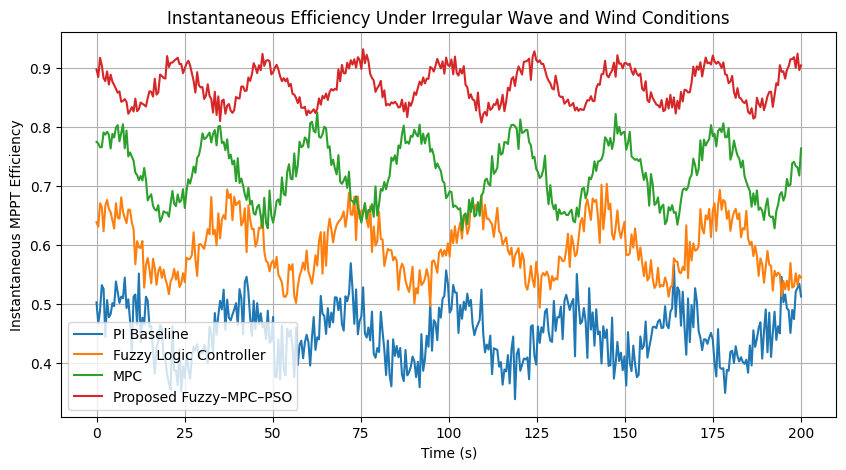 Instantaneous Efficiency Under Irregular Wave and Wind Conditions
Instantaneous MPPT Efficiency
0.9
0.8
0.7
0.6
0.5
0.4
PI Baseline
Fuzzy Logic Controller
MPC
Proposed Fuzzy–MPC–PSO
0 25 50 75 100 125 150 175 200
Time (s)